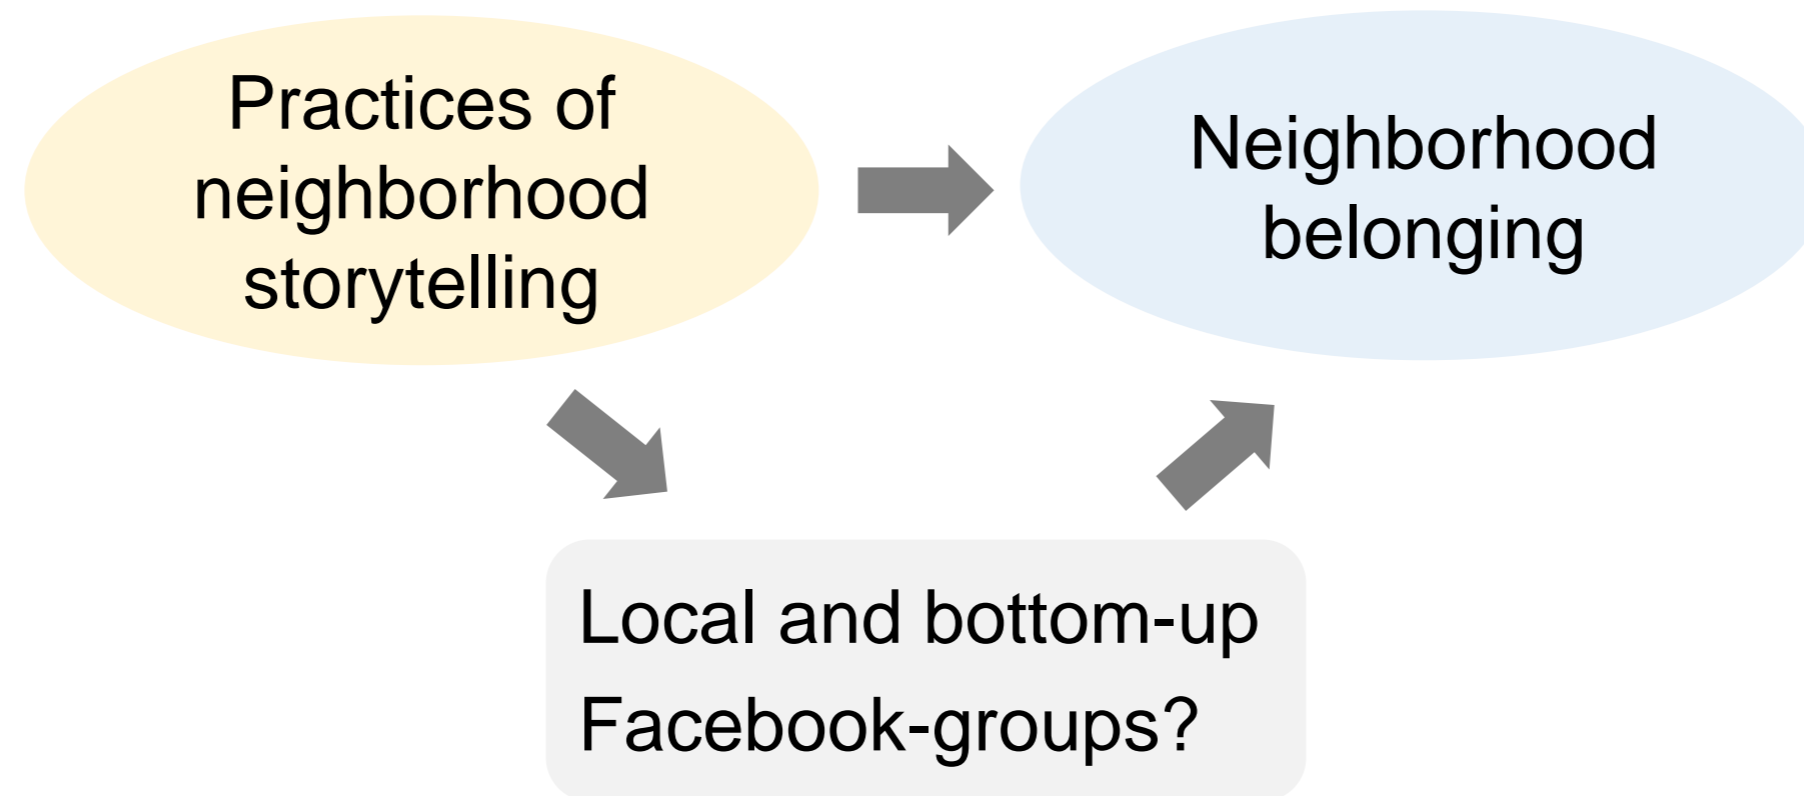 Practices of
neighborhood
storytelling
Neighborhood
belonging
Local and bottom-up
Facebook-groups?